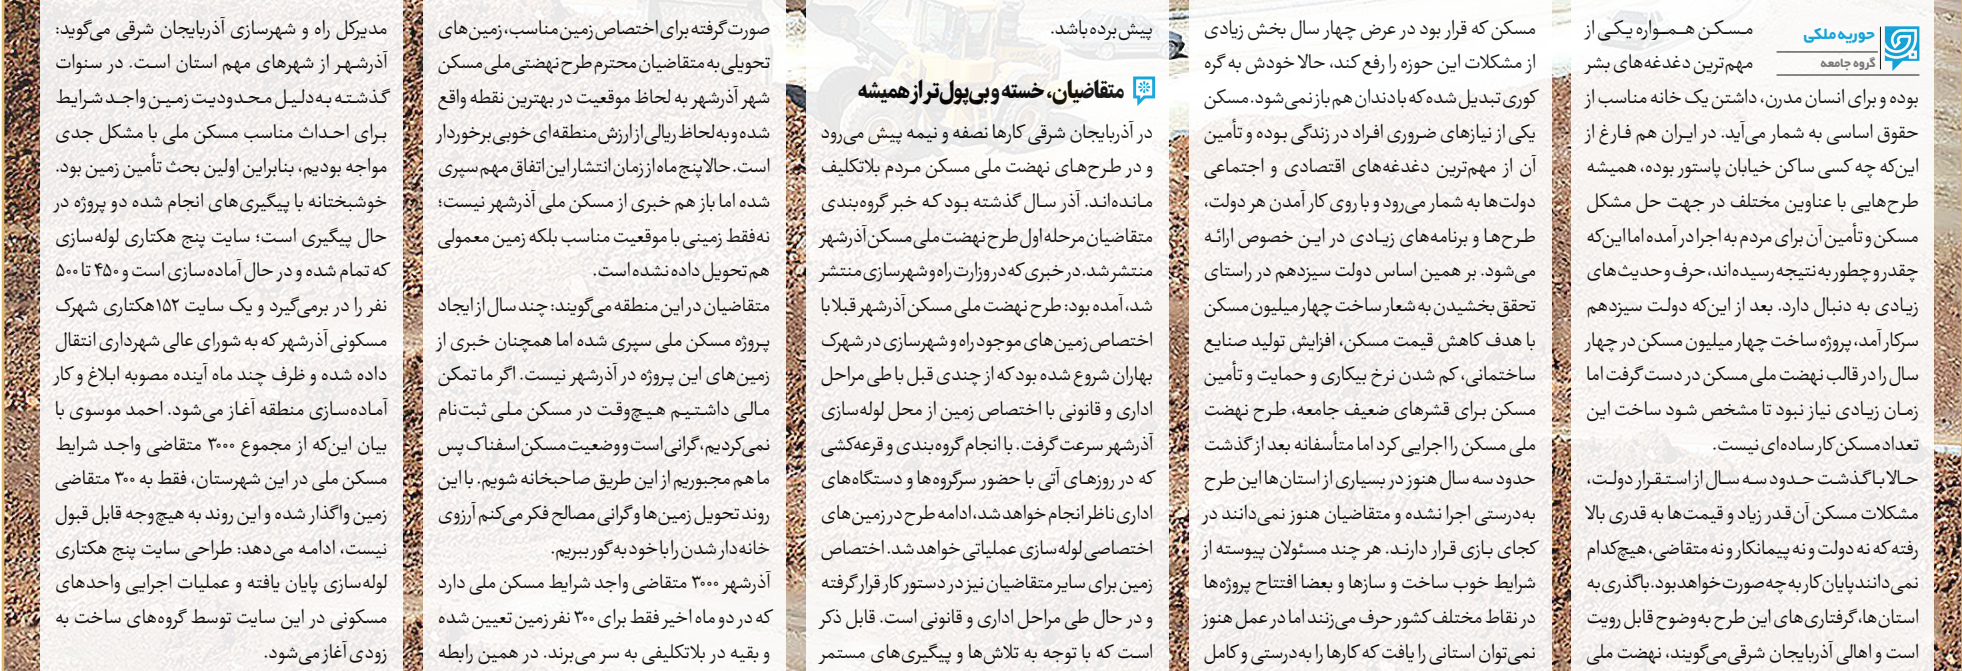 حوریه ملکی
گروه جامعه
مسکن همواره یکی از
مهم‌ترین دغدغه‌های بشر
بوده و برای انسان مدرن، داشتن یک خانه مناسب از
حقوق اساسی به شمار می‌آید. در ایران هم فارغ از
این‌که چه کسی ساکن خیابان پاستور بوده، همیشه
طرح‌هایی با عناوین مختلف در جهت حل مشکل
مسکن و تأمین آن برای مردم به اجرا در آمده اما این‌که
چقدر و چطور به نتیجه رسیده‌اند، حرف و حدیث‌های
زیادی به دنبال دارد. بعد از این‌که دولت سیزدهم
سرکار آمد، پروژه ساخت چهار میلیون مسکن در چهار
سال را در قالب نهضت ملی مسکن در دست گرفت اما
زمان زیادی نیاز نبود تا مشخص شود ساخت این
تعداد مسکن کار ساده‌ای نیست.
حالا با گذشت حدود سه سال از استقرار دولت،
مشکلات مسکن آن‌قدر زیاد و قیمت‌ها به قدری بالا
رفته که نه دولت و نه پیمانکار و نه متقاضی، هیچ‌کدام
نمی‌دانند پایان کار به چه صورت خواهد بود. با گذری به
استان‌ها، گرفتاری‌های این طرح به‌وضوح قابل رویت
است و اهالی آذربایجان شرقی می‌گویند، نهضت ملی
مسکن که قرار بود در عرض چهار سال بخش زیادی
از مشکلات این حوزه را رفع کند، حالا خودش به گره
کوری تبدیل شده که با دندان هم باز نمی‌شود. مسکن
یکی از نیازهای ضروری افراد در زندگی بوده و تأمین
آن از مهم‌ترین دغدغه‌های اقتصادی و اجتماعی
دولت‌ها به شمار می‌رود و با روی کار آمدن هر دولت،
طرح‌ها و برنامه‌های زیادی در این خصوص ارائه
می‌شود. بر همین اساس دولت سیزدهم در راستای
تحقق بخشیدن به شعار ساخت چهار میلیون مسکن
با هدف کاهش قیمت مسکن، افزایش تولید صنایع
ساختمانی، کم شدن نرخ بیکاری و حمایت و تأمین
مسکن برای قشرهای ضعیف جامعه، طرح نهضت
ملی مسکن را اجرایی کرد اما متأسفانه بعد از گذشت
حدود سه سال هنوز در بسیاری از استان‌ها این طرح
به‌درستی اجرا نشده و متقاضیان هنوز نمی‌دانند در
کجای بازی قرار دارند. هر چند مسئولان پیوسته از
شرایط خوب ساخت و سازها و بعضا افتتاح پروژه‌ها
در نقاط مختلف کشور حرف می‌زنند اما در عمل هنوز
نمی‌توان استانی را یافت که کارها را به‌درستی و کامل
پیش برده باشد.
متقاضیان، خسته و بی‌پول‌تر از همیشه
در آذربایجان شرقی کارها نصفه و نیمه پیش می‌رود
و در طرح‌های نهضت ملی مسکن مردم بلاتکلیف
مانده‌اند. آذر سال گذشته بود که خبر گروه‌بندی
متقاضیان مرحله اول طرح نهضت ملی مسکن آذرشهر
منتشر شد. در خبری که در وزارت راه و شهرسازی منتشر
شد، آمده بود: طرح نهضت ملی مسکن آذرشهر قبلا با
اختصاص زمین‌های موجود راه و شهرسازی در شهرک
بهاران شروع شده بود که از چندی قبل با طی مراحل
اداری و قانونی با اختصاص زمین از محل لوله‌سازی
آذرشهر سرعت گرفت. با انجام گروه‌بندی و قرعه‌کشی
که در روزهای آتی با حضور سرگروه‌ها و دستگاه‌های
اداری ناظر انجام خواهد شد، ادامه طرح در زمین‌های
اختصاصی لوله‌سازی عملیاتی خواهد شد. اختصاص
زمین برای سایر متقاضیان نیز در دستور کار قرار گرفته
و در حال طی مراحل اداری و قانونی است. قابل ذکر
است که با توجه به تلاش‌ها و پیگیری‌های مستمر
صورت گرفته برای اختصاص زمین مناسب، زمین‌های
تحویلی به متقاضیان محترم طرح نهضتی ملی مسکن
شهر آذرشهر به لحاظ موقعیت در بهترین نقطه واقع
شده و به لحاظ ریالی از ارزش منطقه‌ای خوبی برخوردار
است. حالا پنج ماه از زمان انتشار این اتفاق مهم سپری
شده اما باز هم خبری از مسکن ملی آذرشهر نیست؛
نه فقط زمینی با موقعیت مناسب بلکه زمین معمولی
هم تحویل داده نشده است.
متقاضیان در این منطقه می‌گویند: چند سال از ایجاد
پروژه مسکن ملی سپری شده اما همچنان خبری از
زمین‌های این پروژه در آذرشهر نیست. اگر ما تمکن
مالی داشتیم هیچ‌وقت در مسکن ملی ثبت‌نام
نمی‌کردیم، گرانی است و وضعیت مسکن اسفناک پس
ما هم مجبوریم از این طریق صاحبخانه شویم. با این
روند تحویل زمین‌ها و گرانی مصالح فکر می‌کنم آرزوی
خانه‌دار شدن را با خود به گور ببریم.
آذرشهر ۳۰۰۰ متقاضی واجد شرایط مسکن ملی دارد
که در دو ماه اخیر فقط برای ۳۰۰ نفر زمین تعیین شده
و بقیه در بلاتکلیفی به سر می‌برند. در همین رابطه
مدیرکل راه و شهرسازی آذربایجان شرقی می‌گوید:
آذرشهر از شهرهای مهم استان است. در سنوات
گذشته به‌دلیل محدودیت زمین واجد شرایط
برای احداث مناسب مسکن ملی با مشکل جدی
مواجه بودیم، بنابراین اولین بحث تأمین زمین بود.
خوشبختانه با پیگیری‌های انجام شده دو پروژه در
حال پیگیری است؛ سایت پنج هکتاری لوله‌سازی
که تمام شده و در حال آماده‌سازی است و ۴۵۰ تا ۵۰۰
نفر را در برمی‌گیرد و یک سایت ۱۵۲هکتاری شهرک
مسکونی آذرشهر که به شورای عالی شهرداری انتقال
داده شده و ظرف چند ماه آینده مصوبه ابلاغ و کار
آماده‌سازی منطقه آغاز می‌شود. احمد موسوی با
بیان این‌که از مجموع ۳۰۰۰ متقاضی واجد شرایط
مسکن ملی در این شهرستان، فقط به ۳۰۰ متقاضی
زمین واگذار شده و این روند به هیچ‌وجه قابل قبول
نیست، ادامه می‌دهد: طراحی سایت پنج هکتاری
لوله‌سازی پایان یافته و عملیات اجرایی واحدهای
مسکونی در این سایت توسط گروه‌های ساخت به
زودی آغاز می‌شود.